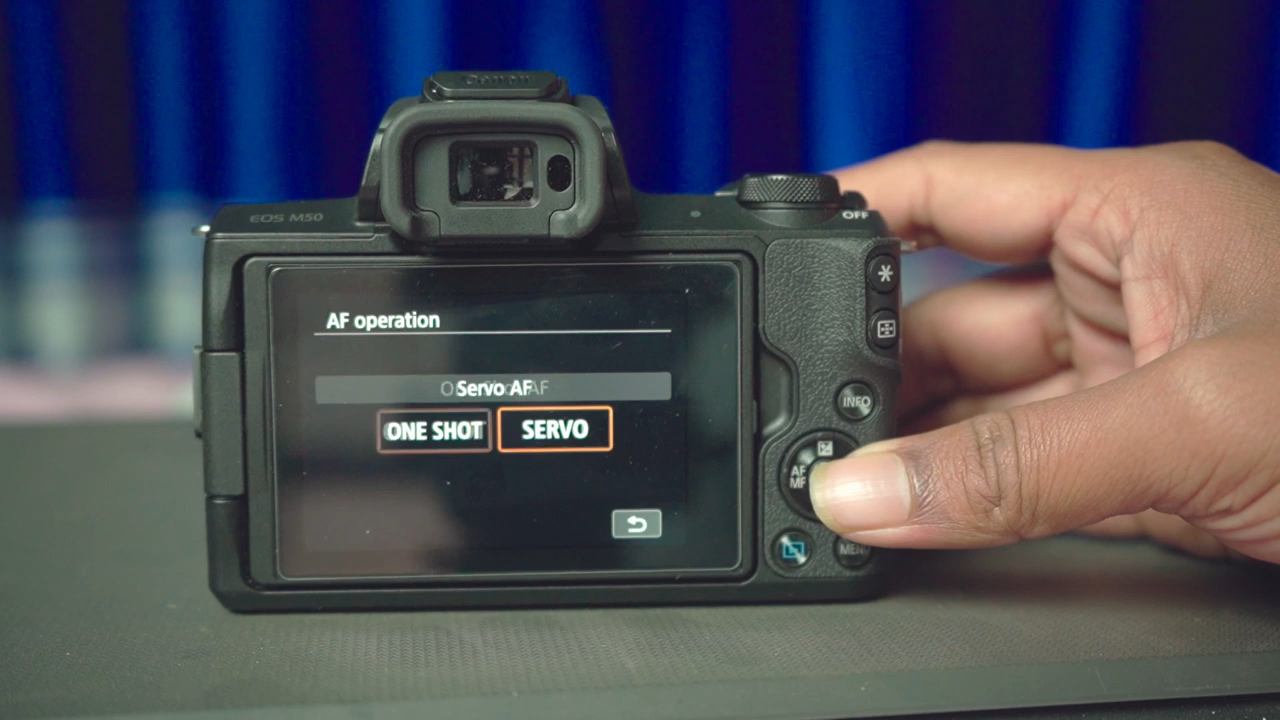 Canon
EOS M50
OFF
AF operation
Servo AF
ONE SHOT
SERVO
INFO
AF
MF
MENU